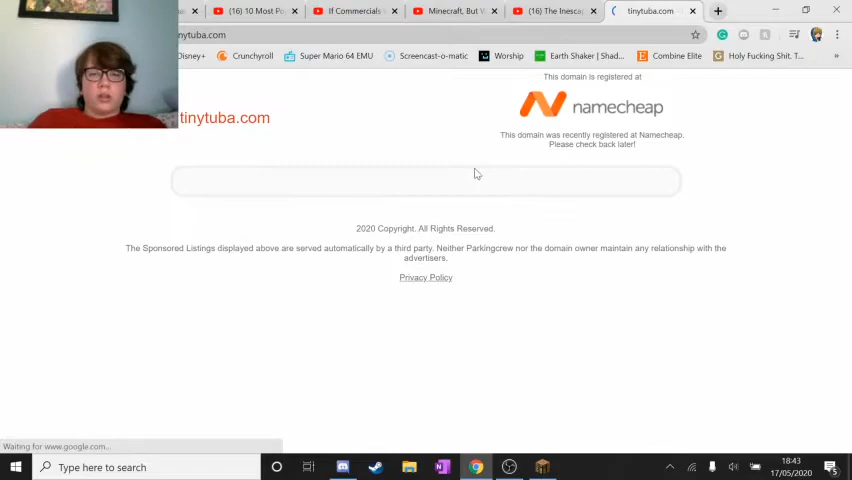 (16) 10 Most Po
If Commercials
Minecraft, But
(16) The Inesca
tinytuba.com
nytuba.com
Disney+
Crunchyroll
Super Mario 64 EMU
Screencast-o-matic
Worship
Earth Shaker | Shad...
Combine Elite
Holy Fucking Shit. T...
This domain is registered at
namecheap
tinytuba.com
This domain was recently registered at Namecheap.
Please check back later!
2020 Copyright. All Rights Reserved.
The Sponsored Listings displayed above are served automatically by a third party. Neither Parkingcrew nor the domain owner maintain any relationship with the
advertisers.
Privacy Policy
Waiting for www.google.com...
Type here to search
18:43
17/05/2020
5